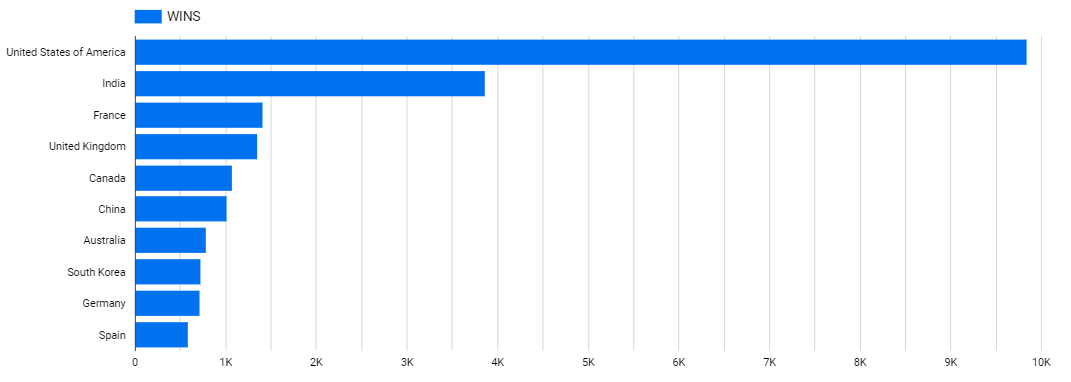 WINS
United States of America
India
France
United Kingdom
Canada
China
Australia
South Korea
Germany
Spain
0 1K 2K 3K 4K 5K 6K 7K 8K 9K 10K